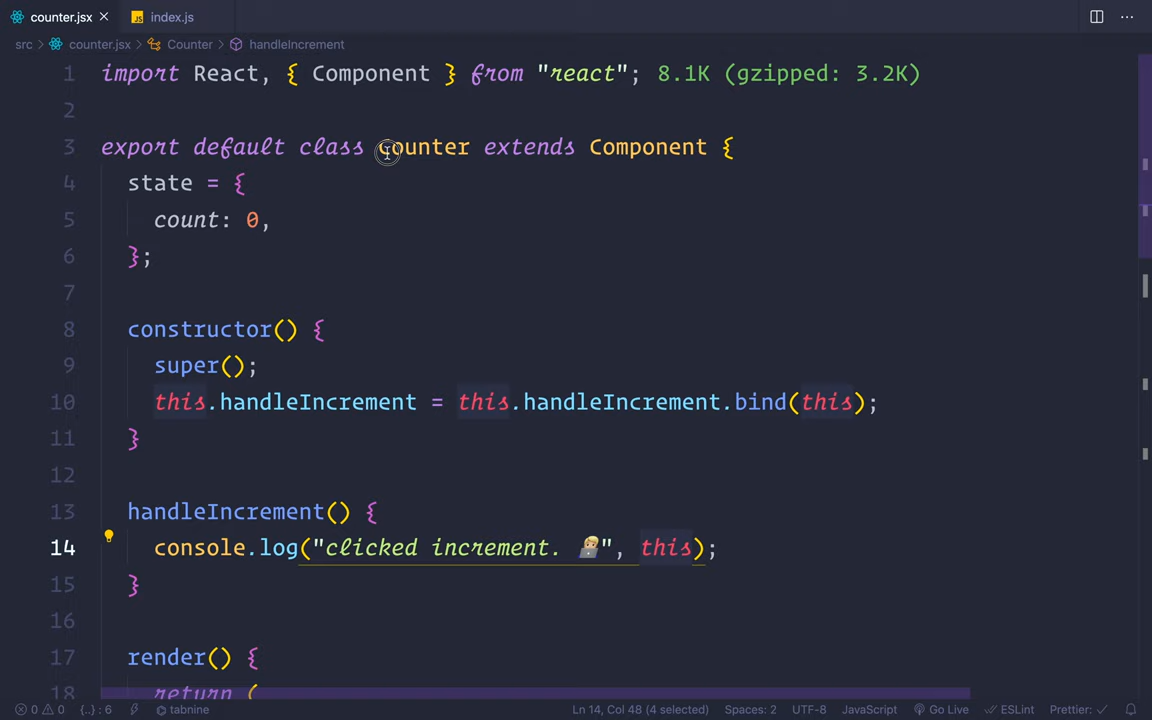 counter.jsx × JS index.js ···
src > counter.jsx > Counter > handleIncrement
1 import React, { Component } from "react"; 8.1K (gzipped: 3.2K)
2
3 export default class Counter extends Component {
4 state = {
5 count: 0,
6 };
7
8 constructor() {
9 super();
10 this.handleIncrement = this.handleIncrement.bind(this);
11 }
12
13 handleIncrement() {
14 console.log("clicked increment. 👨🏼‍💻", this);
15 }
16
17 render() {
18 return (
0 0 {..} : 6 tabnine Ln 14, Col 48 (4 selected) Spaces: 2 UTF-8 JavaScript Go Live ESLint Prettier: ✓